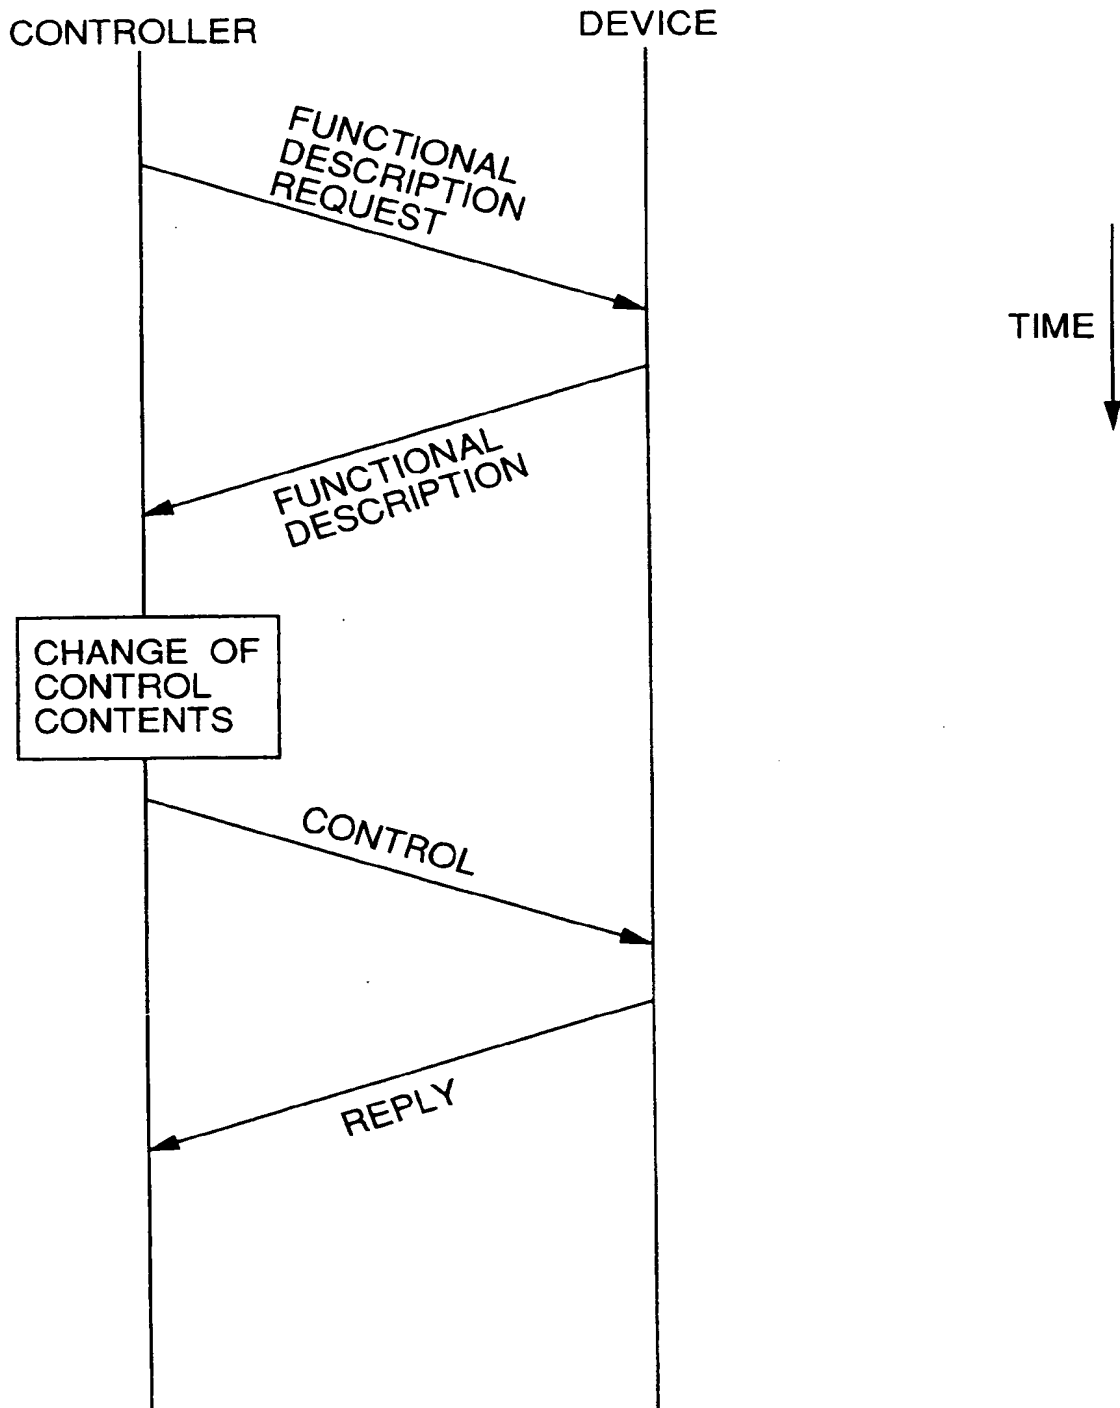 CONTROLLER
DEVICE
FUNCTIONAL
DESCRIPTION
REQUEST
TIME
FUNCTIONAL
DESCRIPTION
CHANGE OF
CONTROL
CONTENTS
CONTROL
REPLY